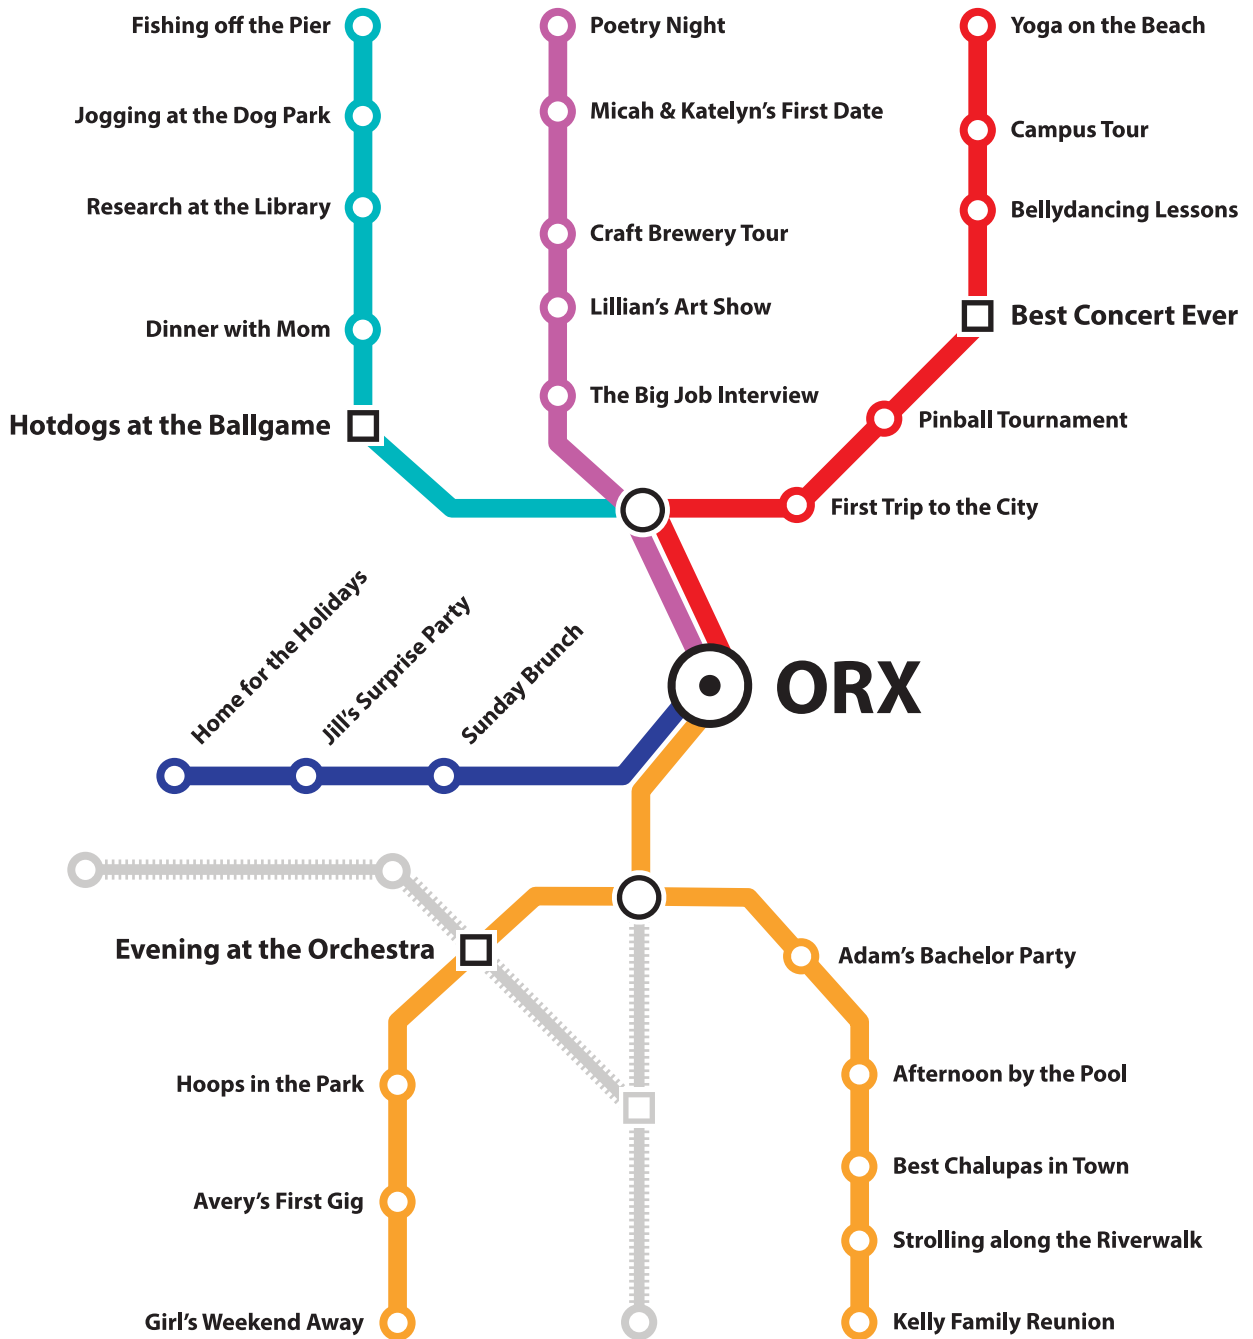 Fishing off the Pier
Poetry Night
Yoga on the Beach
Jogging at the Dog Park
Micah & Katelyn's First Date
Campus Tour
Research at the Library
Craft Brewery Tour
Bellydancing Lessons
Dinner with Mom
Lillian's Art Show
Best Concert Ever
Hotdogs at the Ballgame
The Big Job Interview
Pinball Tournament
First Trip to the City
Home for the Holidays
Jill's Surprise Party
Sunday Brunch
ORX
Evening at the Orchestra
Adam's Bachelor Party
Hoops in the Park
Afternoon by the Pool
Avery's First Gig
Best Chalupas in Town
Strolling along the Riverwalk
Girl's Weekend Away
Kelly Family Reunion